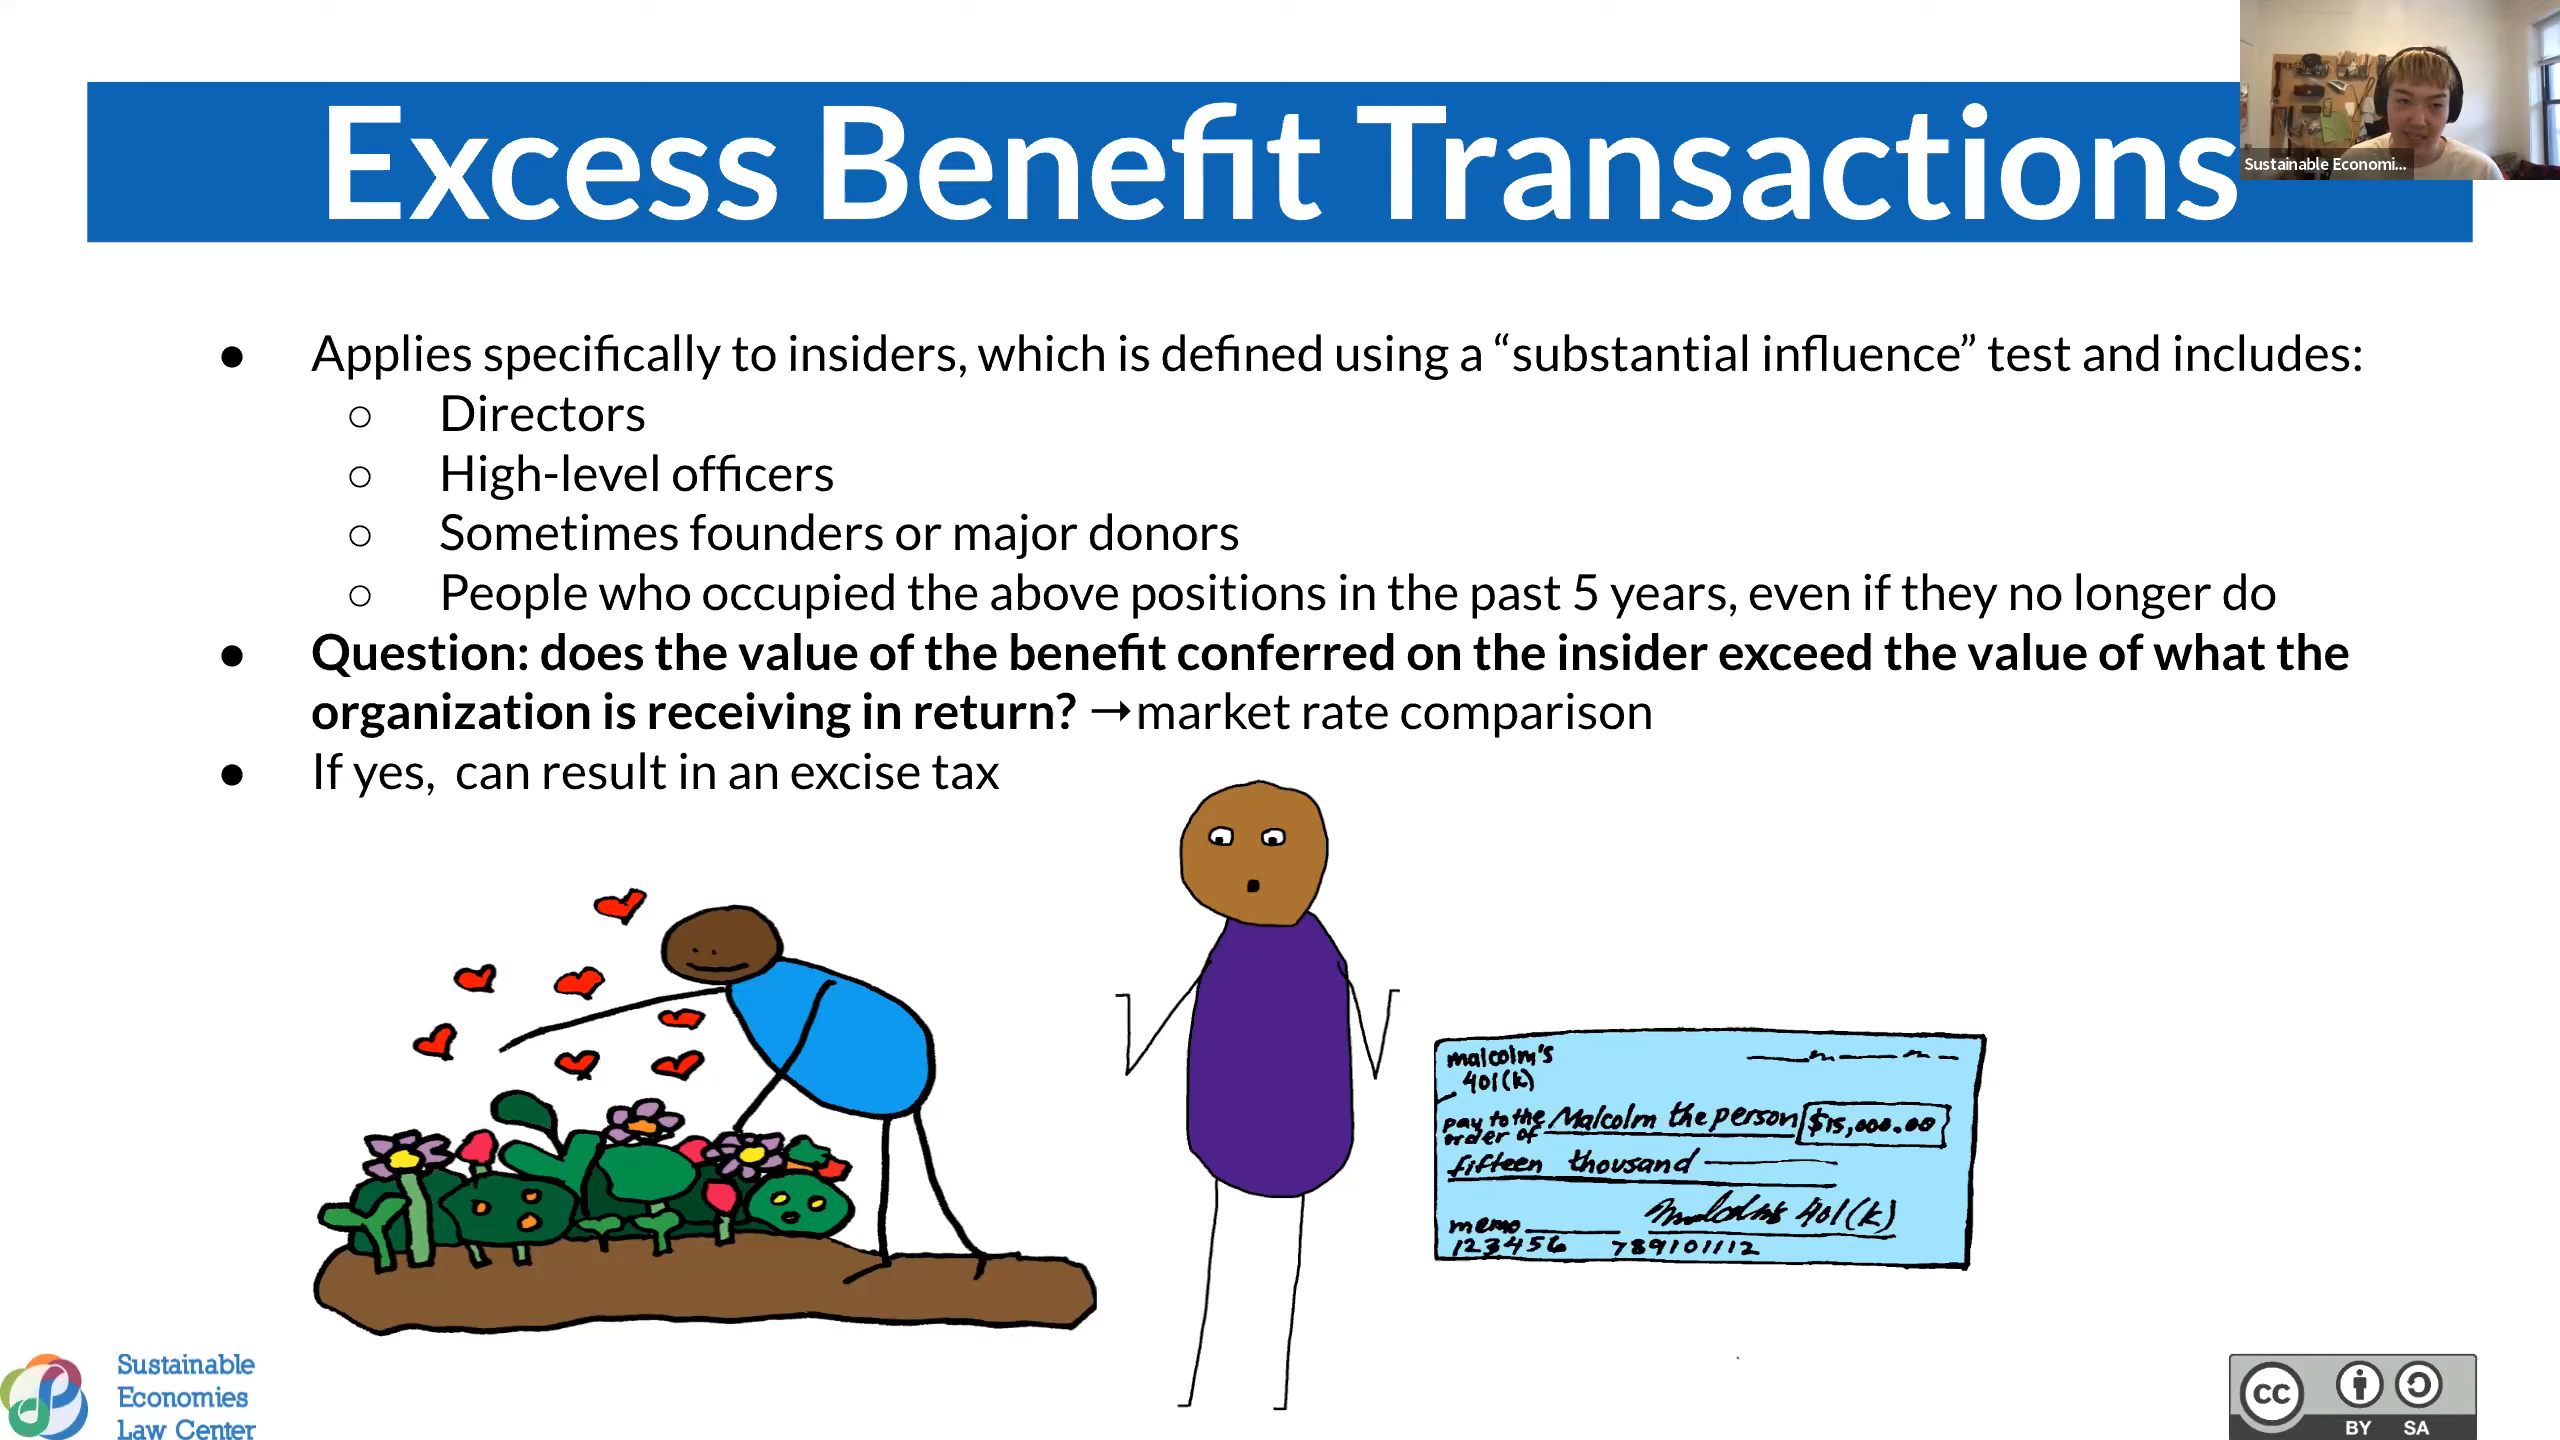 Excess Benefit Transactions
Sustainable Economi...
● Applies specifically to insiders, which is defined using a “substantial influence” test and includes:
○ Directors
○ High-level officers
○ Sometimes founders or major donors
○ People who occupied the above positions in the past 5 years, even if they no longer do
● Question: does the value of the benefit conferred on the insider exceed the value of what the
organization is receiving in return? →market rate comparison
● If yes,  can result in an excise tax
malcolm's
401(k)
pay to the
order of Malcolm the person $15,000.00
fifteen thousand
Malcolm's 401(k)
memo
123456 789101112
Sustainable
Economies
Law Center
CC
BY SA